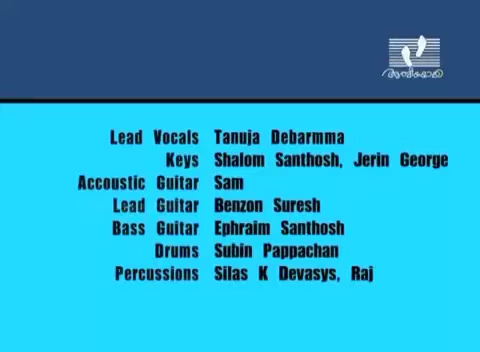 Lead Vocals Tanuja Debarmma
Keys Shalom Santhosh, Jerin George
Accoustic Guitar Sam
Lead Guitar Benzon Suresh
Bass Guitar Ephraim Santhosh
Drums Subin Pappachan
Percussions Silas K Devasys, Raj